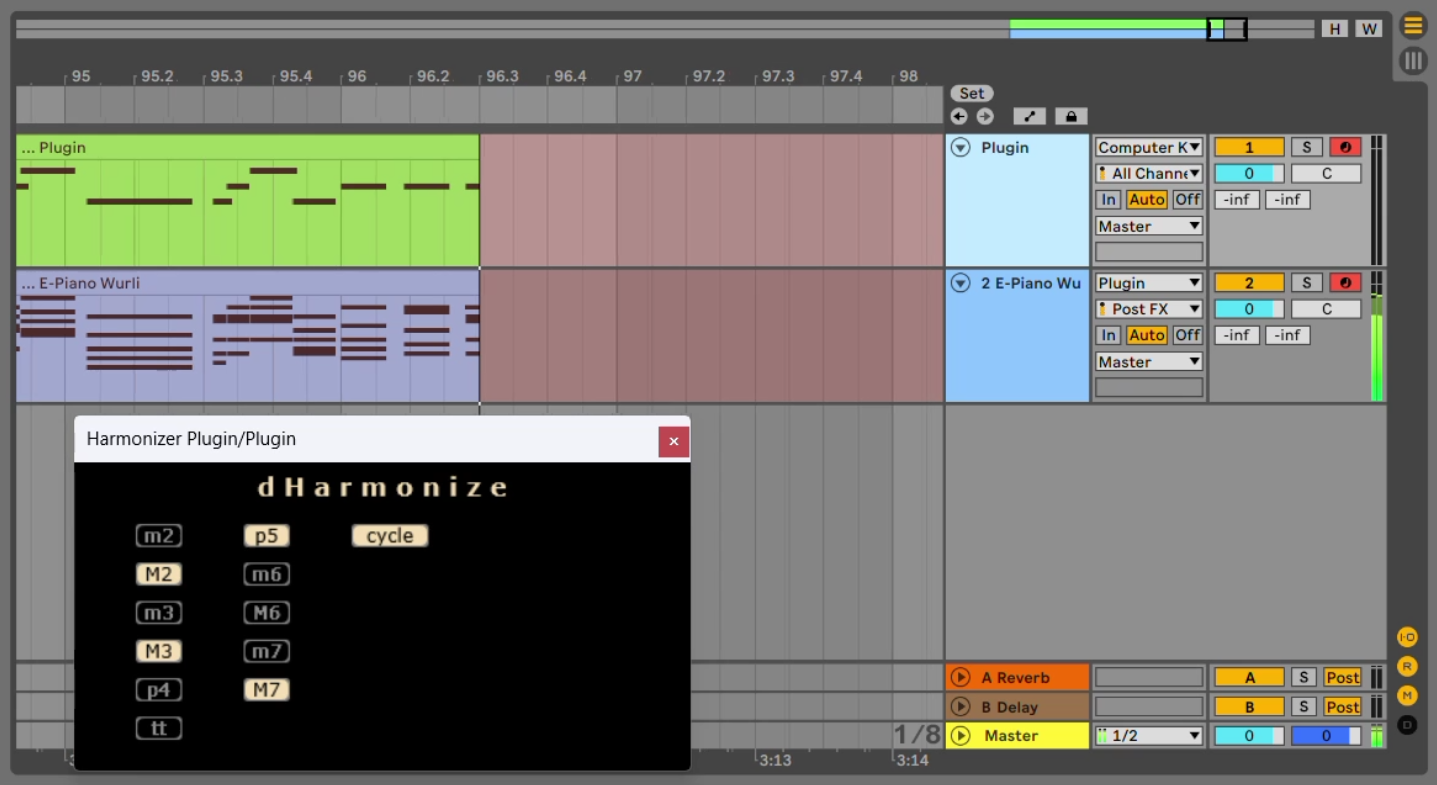 H W
95 95.2 95.3 95.4 96 96.2 96.3 96.4 97 97.2 97.3 97.4 98
Set
... Plugin
Plugin
Computer K
1 S
All Channe
0 C
In Auto Off
-inf -inf
Master
... E-Piano Wurli
2 E-Piano Wu
Plugin
2 S
Post FX
0 C
In Auto Off
-inf -inf
Master
Harmonizer Plugin/Plugin
dHarmonize
m2 p5 cycle
M2 m6
m3 M6
M3 m7
p4 M7
tt
I·O
R
M
D
A Reverb
A S Post
B Delay
B S Post
1/8
Master
1/2
0 0
3:13 3:14